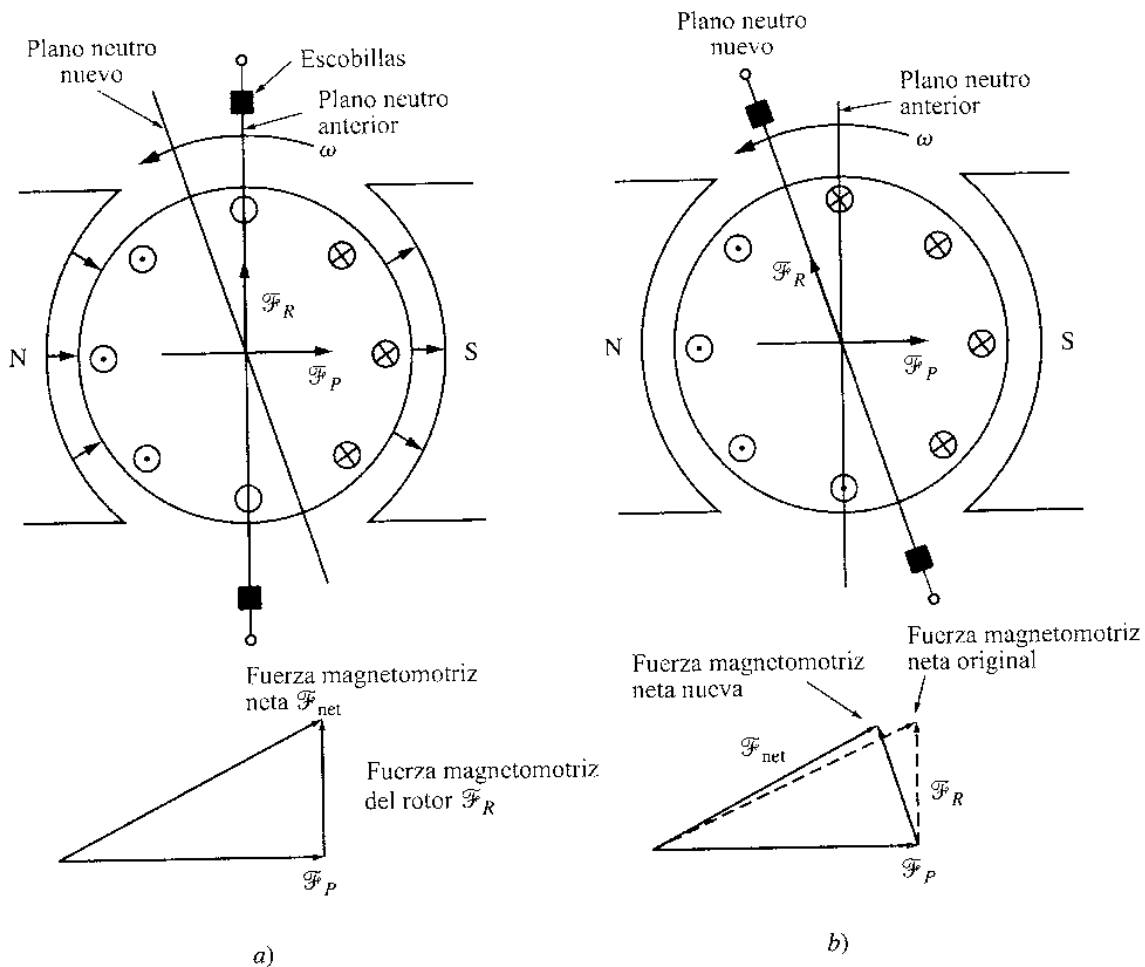 Plano neutro
nuevo
Escobillas
Plano neutro
anterior
ω
N
S
ℱR
ℱP
Fuerza magnetomotriz
neta ℱnet
Fuerza magnetomotriz
del rotor ℱR
ℱP
a)
Plano neutro
nuevo
Plano neutro
anterior
ω
N
S
ℱR
ℱP
Fuerza magnetomotriz
neta nueva
Fuerza magnetomotriz
neta original
ℱnet
ℱR
ℱP
b)